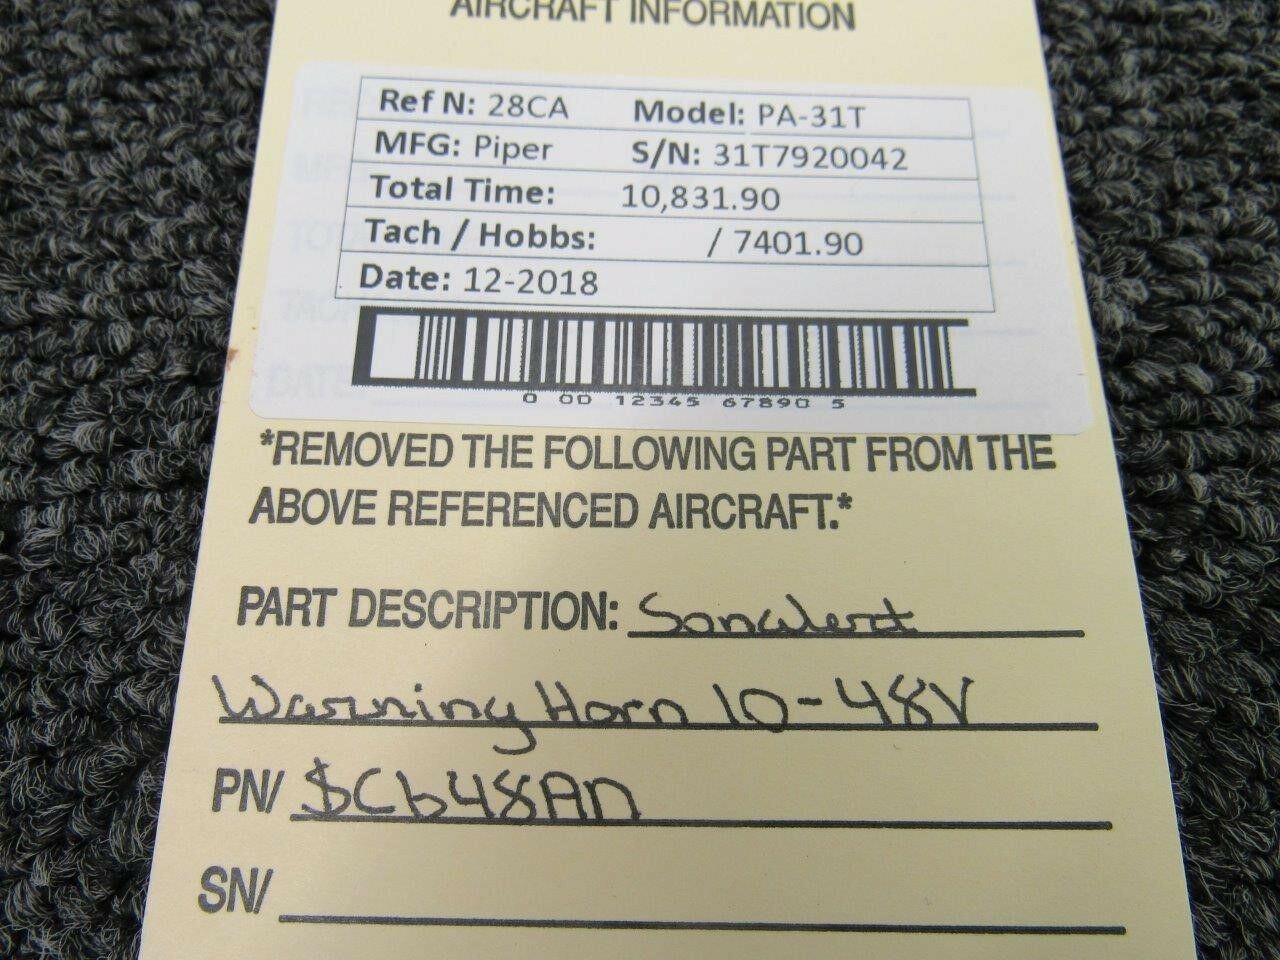 AIRCRAFT INFORMATION
Ref N: 28CA Model: PA-31T
MFG: Piper S/N: 31T7920042
Total Time: 10,831.90
Tach / Hobbs: / 7401.90
Date: 12-2018
0 00 12345 67890 5
*REMOVED THE FOLLOWING PART FROM THE
ABOVE REFERENCED AIRCRAFT.*
PART DESCRIPTION: Sonalert
Warning Horn 10-48V
PN/ SC648AN
SN/